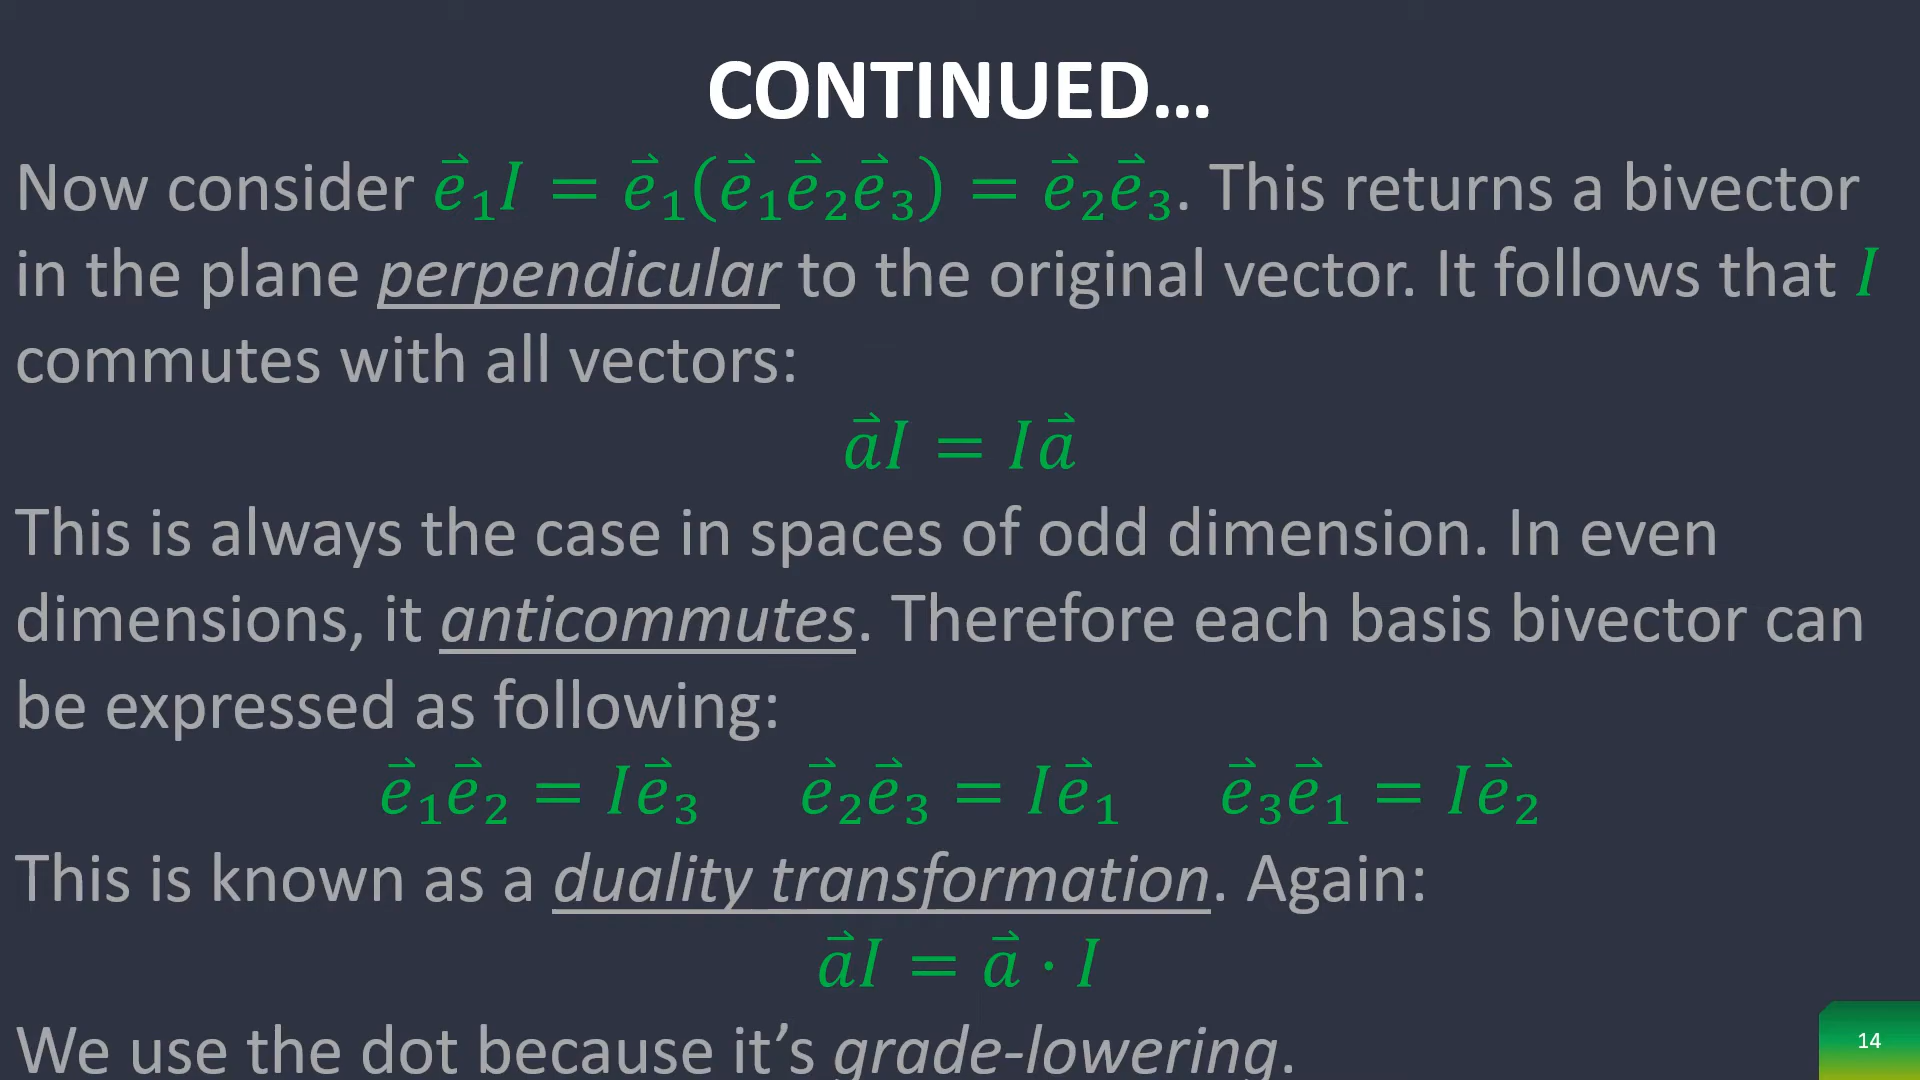 CONTINUED...
Now consider e⃗₁I = e⃗₁(e⃗₁e⃗₂e⃗₃) = e⃗₂e⃗₃. This returns a bivector
in the plane perpendicular to the original vector. It follows that I
commutes with all vectors:
a⃗I = Ia⃗
This is always the case in spaces of odd dimension. In even
dimensions, it anticommutes. Therefore each basis bivector can
be expressed as following:
e⃗₁e⃗₂ = Ie⃗₃ e⃗₂e⃗₃ = Ie⃗₁ e⃗₃e⃗₁ = Ie⃗₂
This is known as a duality transformation. Again:
a⃗I = a⃗ · I
We use the dot because it’s grade-lowering.
14